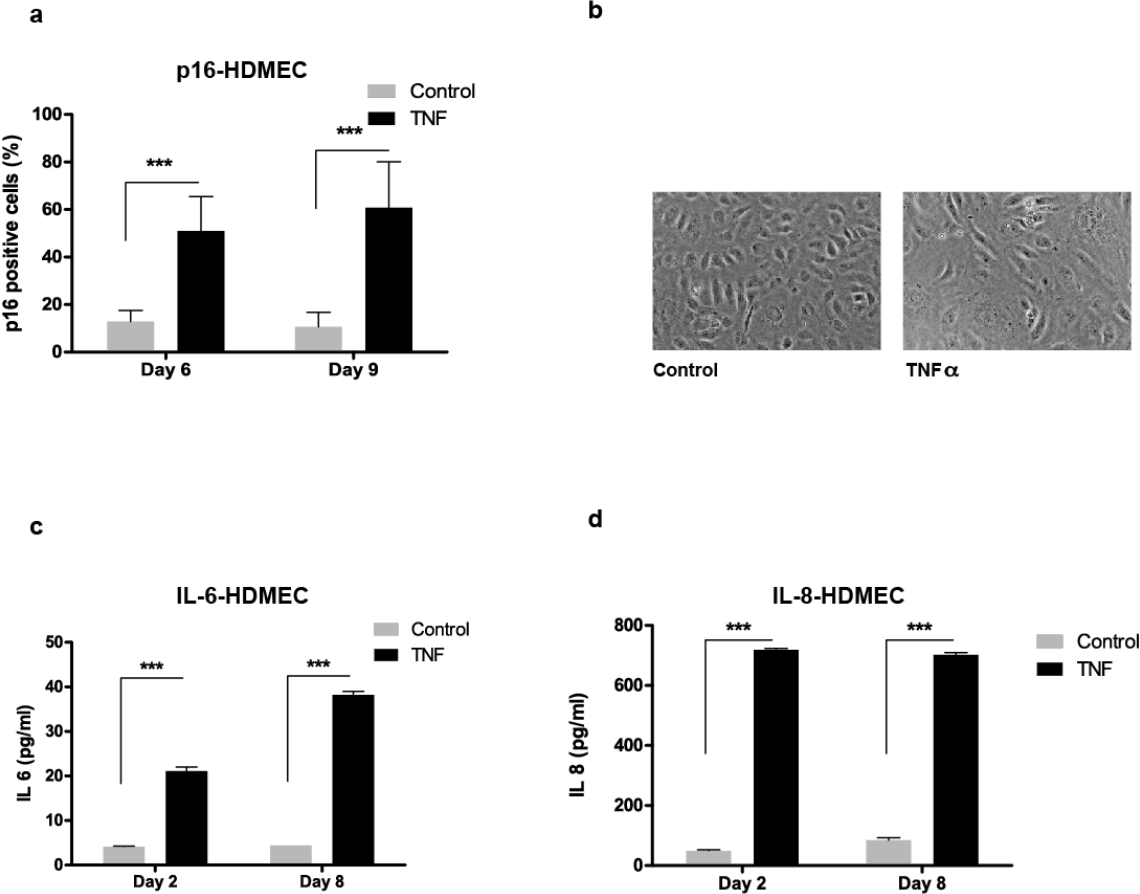 a
p16-HDMEC
Control
TNF
p16 positive cells (%)
100
80
60
40
20
0
***
***
Day 6
Day 9
b
Control
TNFα
c
IL-6-HDMEC
Control
TNF
IL 6 (pg/ml)
50
40
30
20
10
0
***
***
Day 2
Day 8
d
IL-8-HDMEC
Control
TNF
IL 8 (pg/ml)
800
600
400
200
0
***
***
Day 2
Day 8